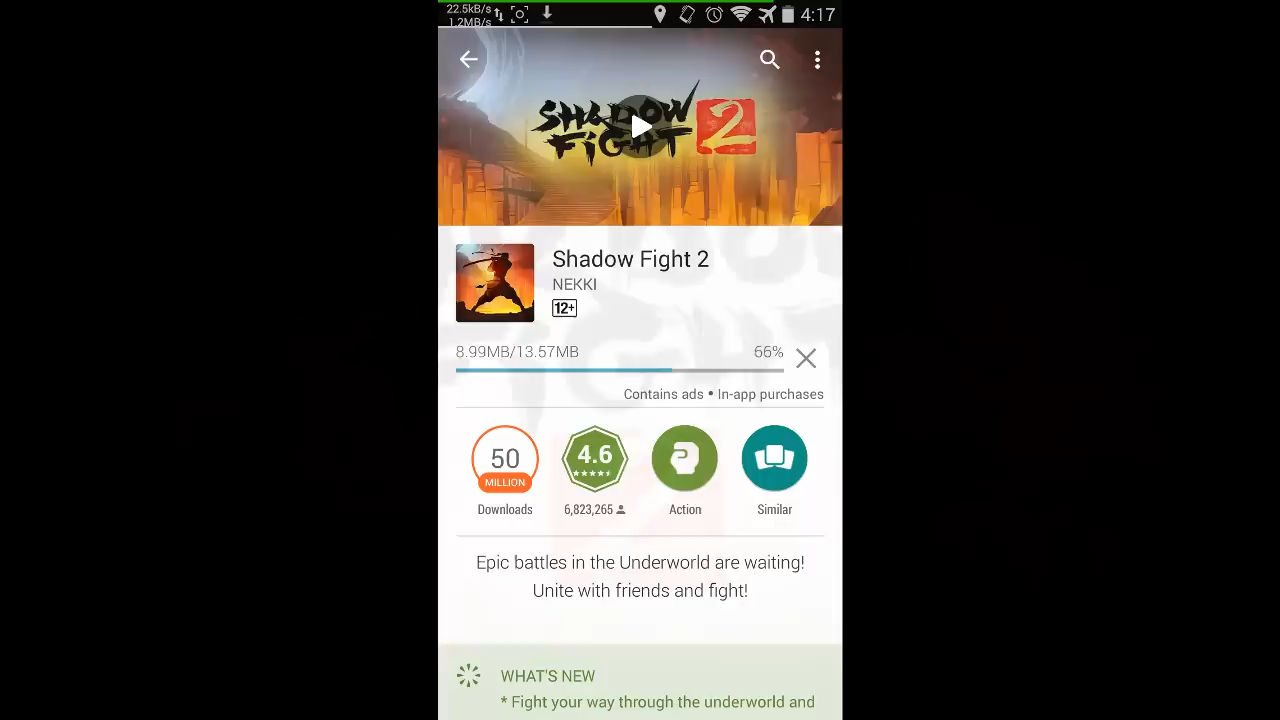 22.5kB/s
1.2MB/s
4:17
SHADOW
FIGHT 2
Shadow Fight 2
NEKKI
12+
8.99MB/13.57MB 66%
Contains ads • In-app purchases
50
MILLION
4.6
Downloads 6,823,265 Action Similar
Epic battles in the Underworld are waiting!
Unite with friends and fight!
WHAT'S NEW
* Fight your way through the underworld and